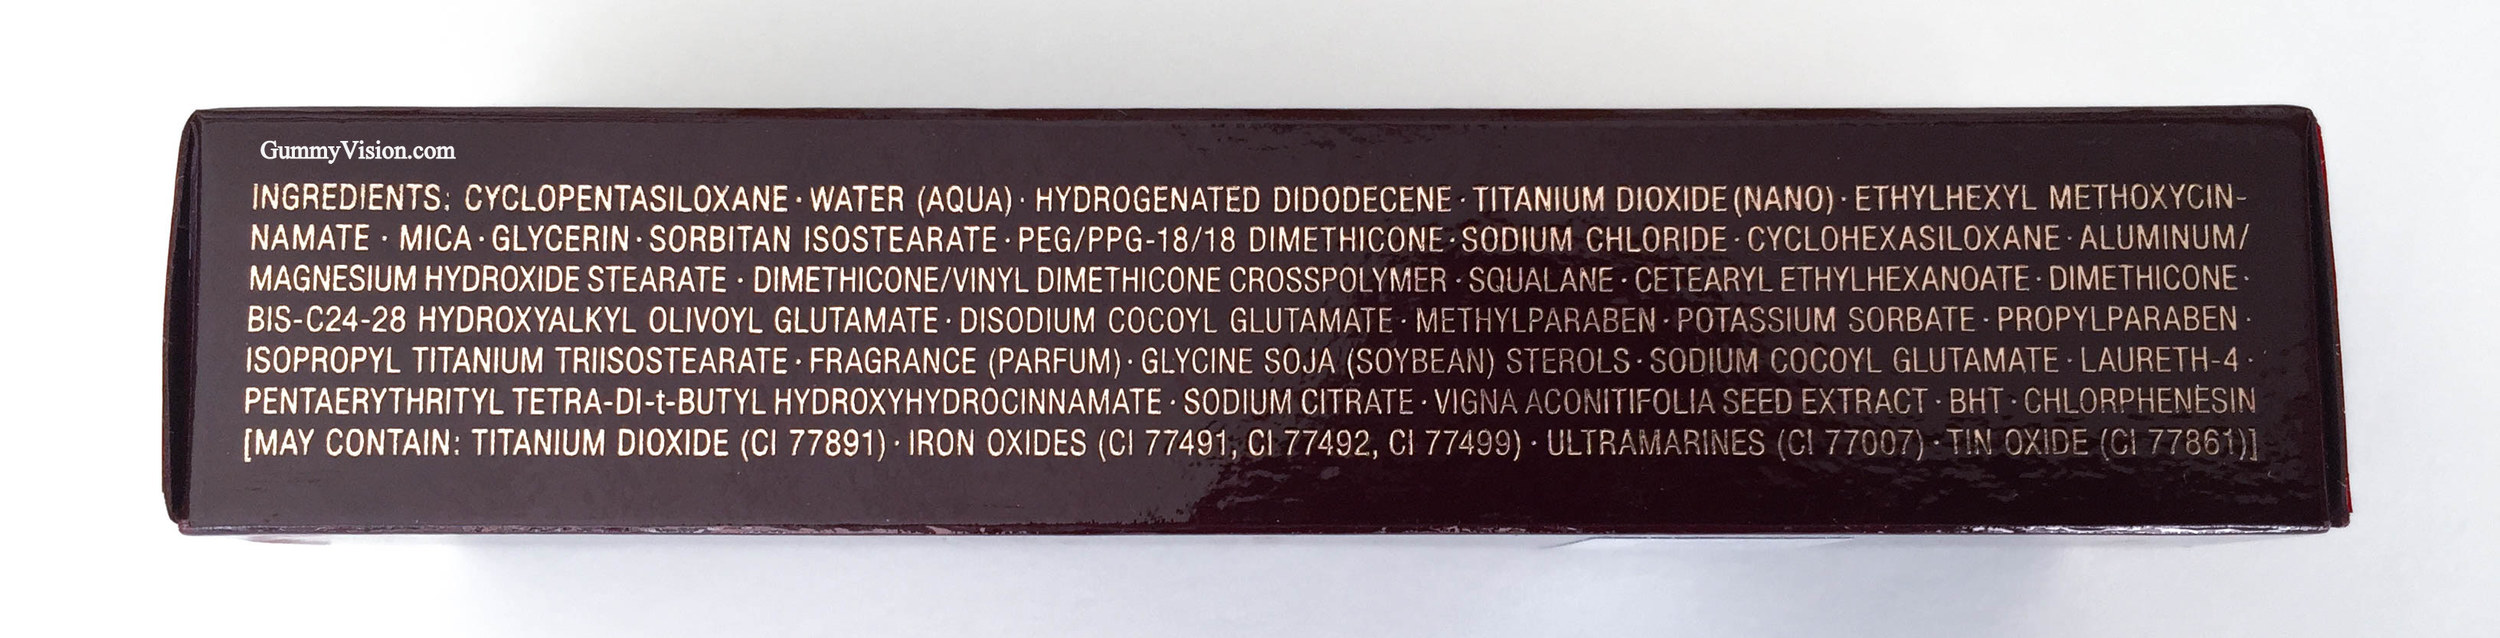 GummyVision.com
INGREDIENTS: CYCLOPENTASILOXANE · WATER (AQUA) · HYDROGENATED DIDODECENE · TITANIUM DIOXIDE (NANO) · ETHYLHEXYL METHOXYCIN-
NAMATE · MICA · GLYCERIN · SORBITAN ISOSTEARATE · PEG/PPG-18/18 DIMETHICONE · SODIUM CHLORIDE · CYCLOHEXASILOXANE · ALUMINUM/
MAGNESIUM HYDROXIDE STEARATE · DIMETHICONE/VINYL DIMETHICONE CROSSPOLYMER · SQUALANE · CETEARYL ETHYLHEXANOATE · DIMETHICONE ·
BIS-C24-28 HYDROXYALKYL OLIVOYL GLUTAMATE · DISODIUM COCOYL GLUTAMATE · METHYLPARABEN · POTASSIUM SORBATE · PROPYLPARABEN ·
ISOPROPYL TITANIUM TRIISOSTEARATE · FRAGRANCE (PARFUM) · GLYCINE SOJA (SOYBEAN) STEROLS · SODIUM COCOYL GLUTAMATE · LAURETH-4 ·
PENTAERYTHRITYL TETRA-DI-t-BUTYL HYDROXYHYDROCINNAMATE · SODIUM CITRATE · VIGNA ACONITIFOLIA SEED EXTRACT · BHT · CHLORPHENESIN
[MAY CONTAIN: TITANIUM DIOXIDE (CI 77891) · IRON OXIDES (CI 77491, CI 77492, CI 77499) · ULTRAMARINES (CI 77007) · TIN OXIDE (CI 77861)]